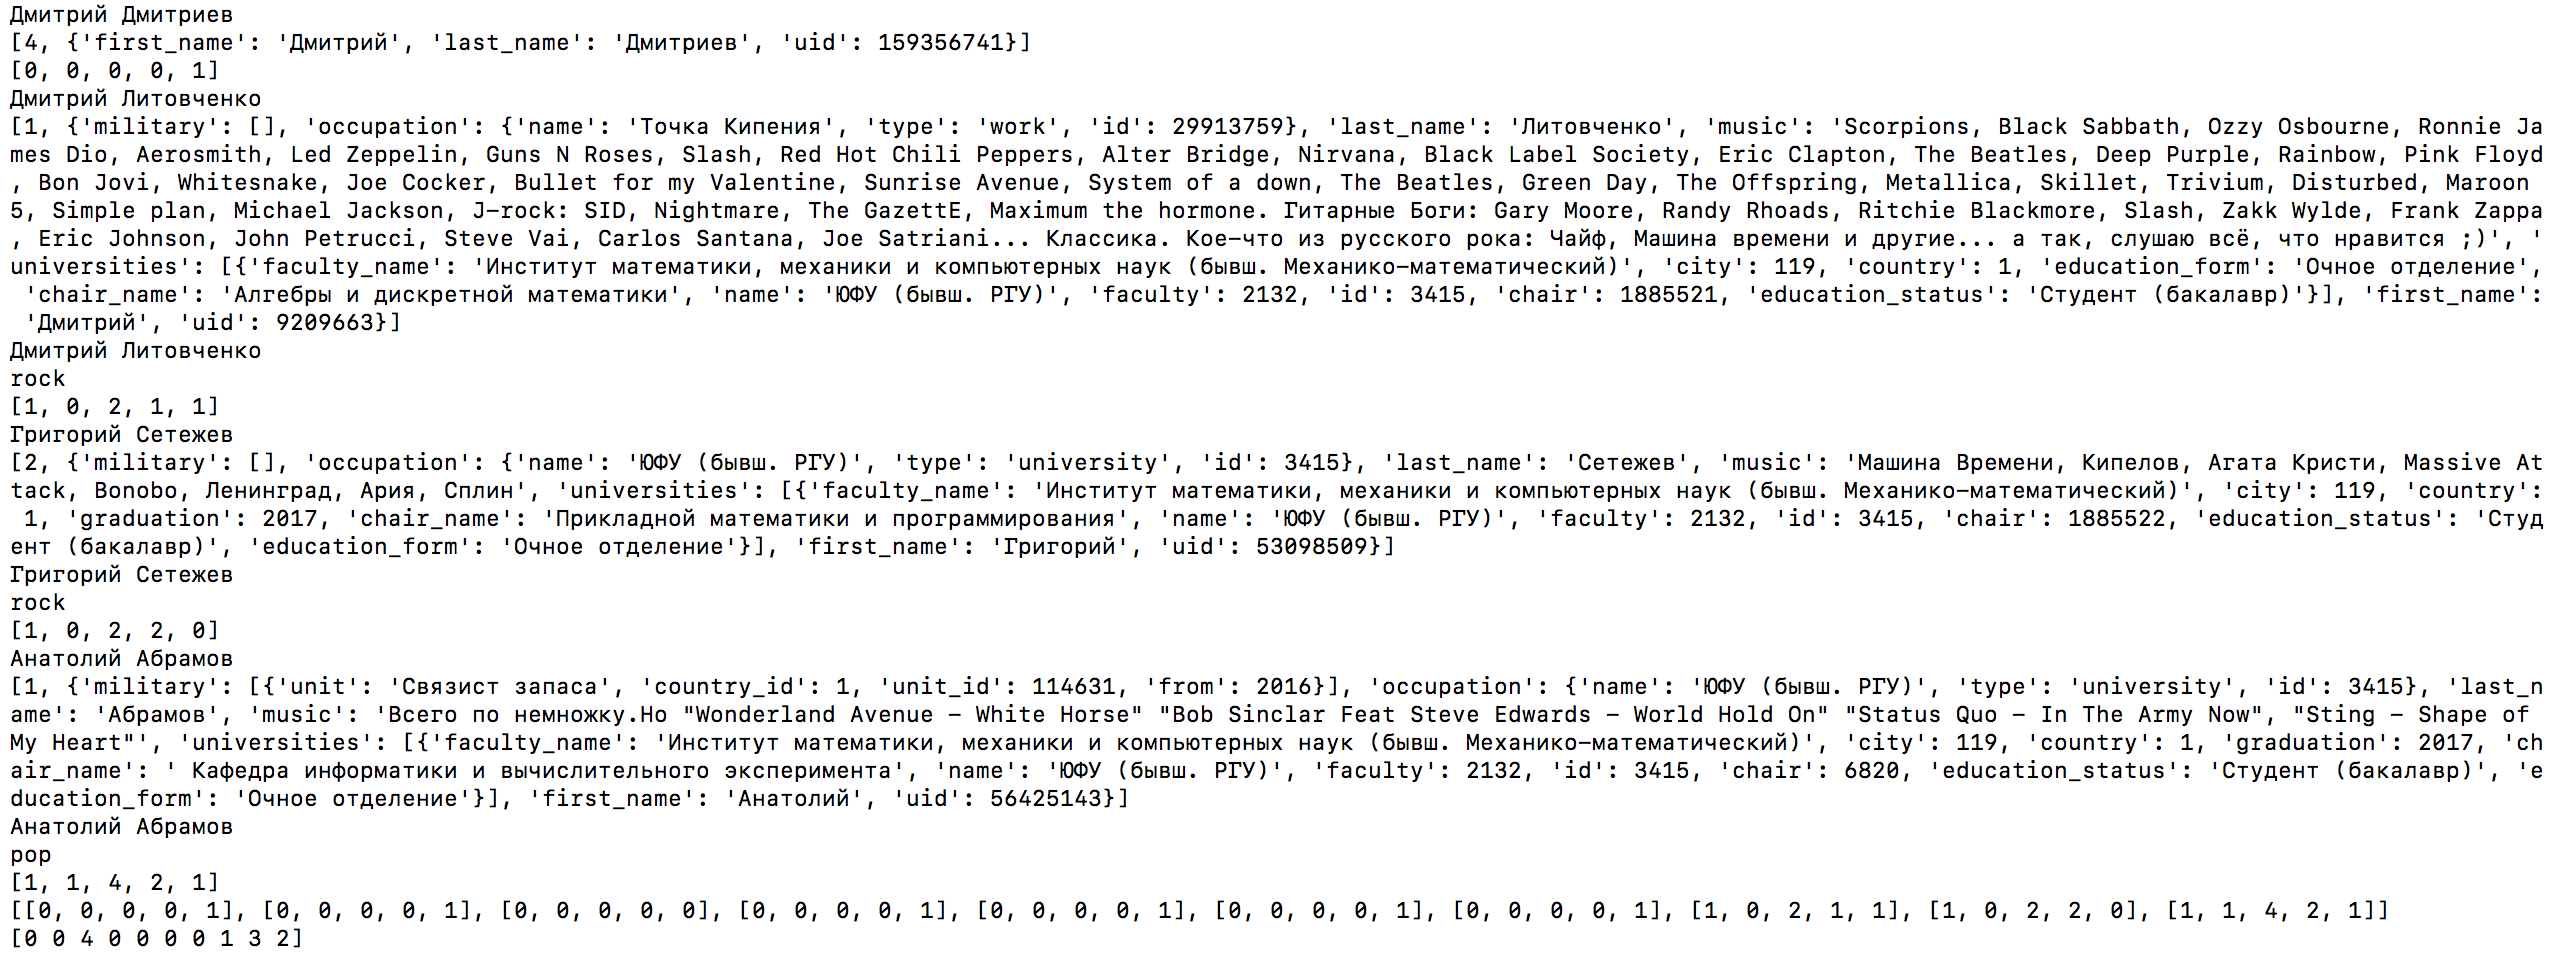 Дмитрий Дмитриев
[4, {'first_name': 'Дмитрий', 'last_name': 'Дмитриев', 'uid': 159356741}]
[0, 0, 0, 0, 1]
Дмитрий Литовченко
[1, {'military': [], 'occupation': {'name': 'Точка Кипения', 'type': 'work', 'id': 29913759}, 'last_name': 'Литовченко', 'music': 'Scorpions, Black Sabbath, Ozzy Osbourne, Ronnie Ja
mes Dio, Aerosmith, Led Zeppelin, Guns N Roses, Slash, Red Hot Chili Peppers, Alter Bridge, Nirvana, Black Label Society, Eric Clapton, The Beatles, Deep Purple, Rainbow, Pink Floyd
, Bon Jovi, Whitesnake, Joe Cocker, Bullet for my Valentine, Sunrise Avenue, System of a down, The Beatles, Green Day, The Offspring, Metallica, Skillet, Trivium, Disturbed, Maroon
5, Simple plan, Michael Jackson, J-rock: SID, Nightmare, The GazettE, Maximum the hormone. Гитарные Боги: Gary Moore, Randy Rhoads, Ritchie Blackmore, Slash, Zakk Wylde, Frank Zappa
, Eric Johnson, John Petrucci, Steve Vai, Carlos Santana, Joe Satriani... Классика. Кое-что из русского рока: Чайф, Машина времени и другие... а так, слушаю всё, что нравится ;)', '
universities': [{'faculty_name': 'Институт математики, механики и компьютерных наук (бывш. Механико-математический)', 'city': 119, 'country': 1, 'education_form': 'Очное отделение',
 'chair_name': 'Алгебры и дискретной математики', 'name': 'ЮФУ (бывш. РГУ)', 'faculty': 2132, 'id': 3415, 'chair': 1885521, 'education_status': 'Студент (бакалавр)'}], 'first_name':
 'Дмитрий', 'uid': 9209663}]
Дмитрий Литовченко
rock
[1, 0, 2, 1, 1]
Григорий Сетежев
[2, {'military': [], 'occupation': {'name': 'ЮФУ (бывш. РГУ)', 'type': 'university', 'id': 3415}, 'last_name': 'Сетежев', 'music': 'Машина Времени, Кипелов, Агата Кристи, Massive At
tack, Bonobo, Ленинград, Ария, Сплин', 'universities': [{'faculty_name': 'Институт математики, механики и компьютерных наук (бывш. Механико-математический)', 'city': 119, 'country':
 1, 'graduation': 2017, 'chair_name': 'Прикладной математики и программирования', 'name': 'ЮФУ (бывш. РГУ)', 'faculty': 2132, 'id': 3415, 'chair': 1885522, 'education_status': 'Студ
ент (бакалавр)', 'education_form': 'Очное отделение'}], 'first_name': 'Григорий', 'uid': 53098509}]
Григорий Сетежев
rock
[1, 0, 2, 2, 0]
Анатолий Абрамов
[1, {'military': [{'unit': 'Связист запаса', 'country_id': 1, 'unit_id': 114631, 'from': 2016}], 'occupation': {'name': 'ЮФУ (бывш. РГУ)', 'type': 'university', 'id': 3415}, 'last_n
ame': 'Абрамов', 'music': 'Всего по немножку.Но "Wonderland Avenue - White Horse" "Bob Sinclar Feat Steve Edwards - World Hold On" "Status Quo - In The Army Now", "Sting - Shape of
My Heart"', 'universities': [{'faculty_name': 'Институт математики, механики и компьютерных наук (бывш. Механико-математический)', 'city': 119, 'country': 1, 'graduation': 2017, 'ch
air_name': ' Кафедра информатики и вычислительного эксперимента', 'name': 'ЮФУ (бывш. РГУ)', 'faculty': 2132, 'id': 3415, 'chair': 6820, 'education_status': 'Студент (бакалавр)', 'e
ducation_form': 'Очное отделение'}], 'first_name': 'Анатолий', 'uid': 56425143}]
Анатолий Абрамов
pop
[1, 1, 4, 2, 1]
[[0, 0, 0, 0, 1], [0, 0, 0, 0, 1], [0, 0, 0, 0, 0], [0, 0, 0, 0, 1], [0, 0, 0, 0, 1], [0, 0, 0, 0, 1], [0, 0, 0, 0, 1], [1, 0, 2, 1, 1], [1, 0, 2, 2, 0], [1, 1, 4, 2, 1]]
[0 0 4 0 0 0 0 1 3 2]